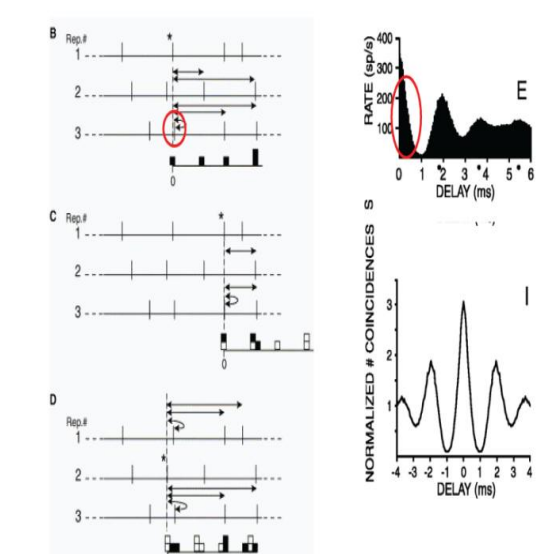 B Rep.# *
1
2
3
0
C Rep.# *
1
2
3
0
D
Rep.#
1
*
2
3
RATE (sp/s)
400
300
200
100
E
0 1 2 3 4 5 6
DELAY (ms)
S
NORMALIZED # COINCIDENCES
I
3
2
1
-4 -3 -2 -1 0 1 2 3 4
DELAY (ms)